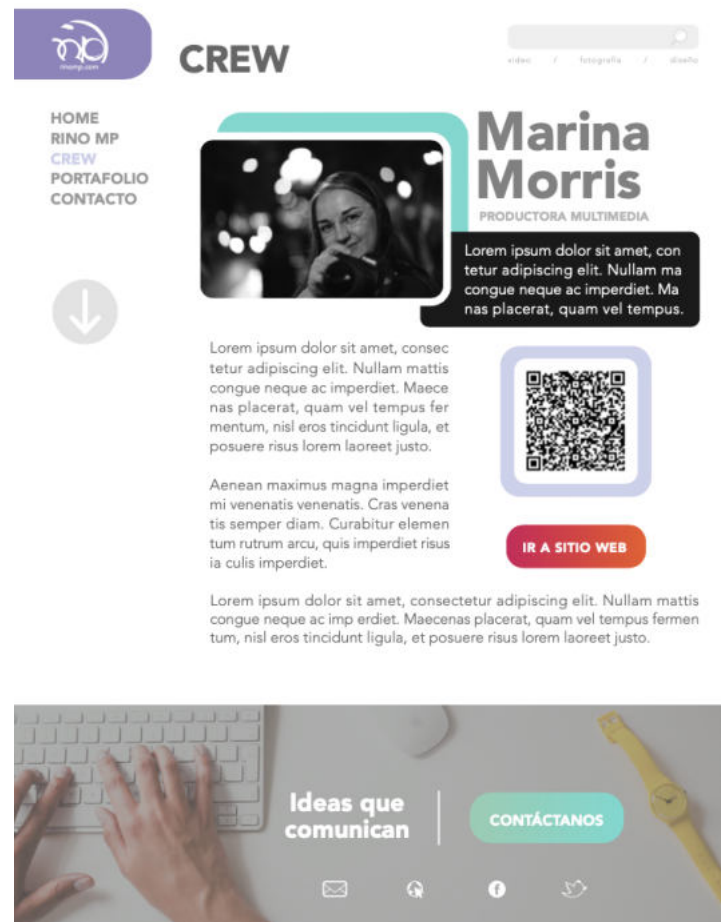 rinomp.com
CREW
video / fotografía / diseño
HOME
RINO MP
CREW
PORTAFOLIO
CONTACTO
Marina
Morris
PRODUCTORA MULTIMEDIA
Lorem ipsum dolor sit amet, con
tetur adipiscing elit. Nullam ma
congue neque ac imperdiet. Ma
nas placerat, quam vel tempus.
Lorem ipsum dolor sit amet, consec
tetur adipiscing elit. Nullam mattis
congue neque ac imperdiet. Maece
nas placerat, quam vel tempus fer
mentum, nisl eros tincidunt ligula, et
posuere risus lorem laoreet justo.
Aenean maximus magna imperdiet
mi venenatis venenatis. Cras venena
tis semper diam. Curabitur elemen
tum rutrum arcu, quis imperdiet risus
ia culis imperdiet.
IR A SITIO WEB
Lorem ipsum dolor sit amet, consectetur adipiscing elit. Nullam mattis
congue neque ac imp erdiet. Maecenas placerat, quam vel tempus fermen
tum, nisl eros tincidunt ligula, et posuere risus lorem laoreet justo.
Ideas que
comunican
CONTÁCTANOS